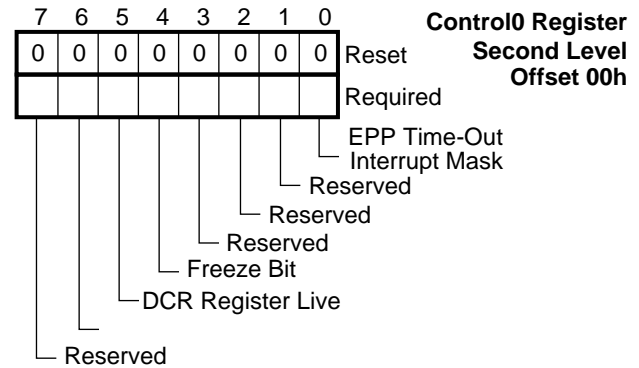 7 6 5 4 3 2 1 0
Control0 Register
Second Level
Offset 00h
0 0 0 0 0 0 0 0 Reset
Required
EPP Time-Out
Interrupt Mask
Reserved
Reserved
Reserved
Freeze Bit
DCR Register Live
Reserved